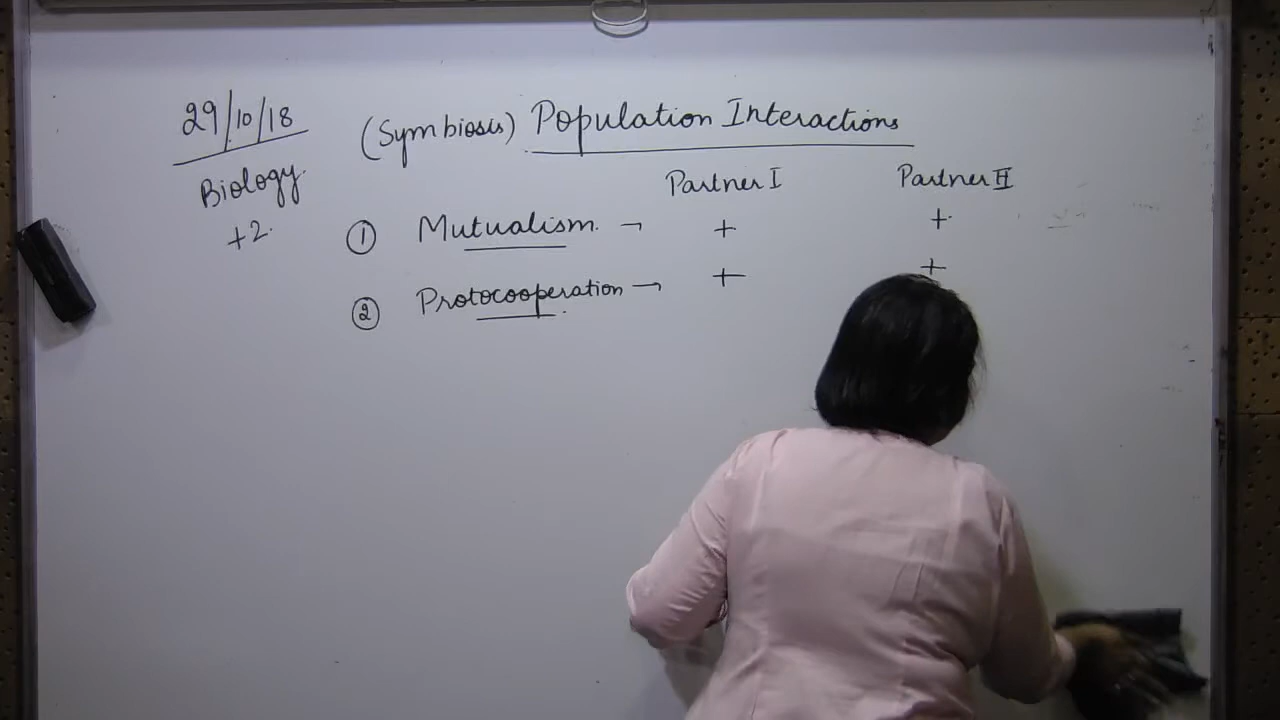 29/10/18
(Symbiosis) Population Interactions
Biology
+2.
Partner I Partner II
① Mutualism. → + +
② Protocooperation → + +